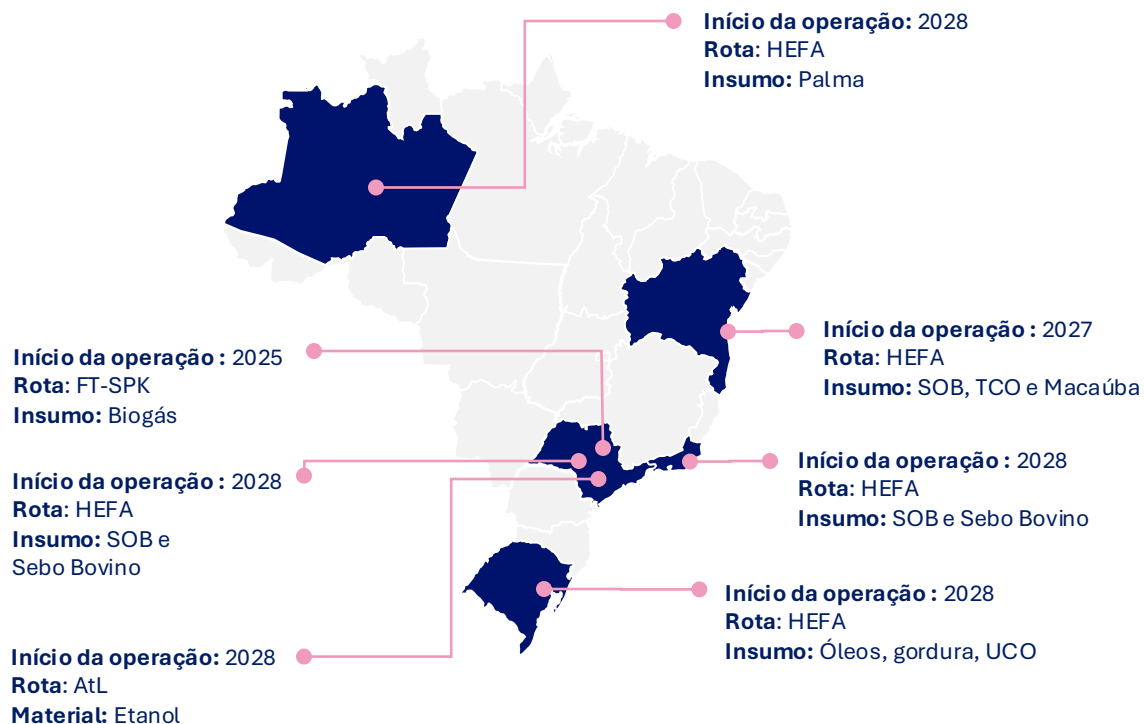 Início da operação: 2028
Rota: HEFA
Insumo: Palma
Início da operação : 2027
Rota: HEFA
Insumo: SOB, TCO e Macaúba
Início da operação : 2025
Rota: FT-SPK
Insumo: Biogás
Início da operação : 2028
Rota: HEFA
Insumo: SOB e Sebo Bovino
Início da operação : 2028
Rota: HEFA
Insumo: SOB e
Sebo Bovino
Início da operação : 2028
Rota: HEFA
Insumo: Óleos, gordura, UCO
Início da operação: 2028
Rota: AtL
Material: Etanol